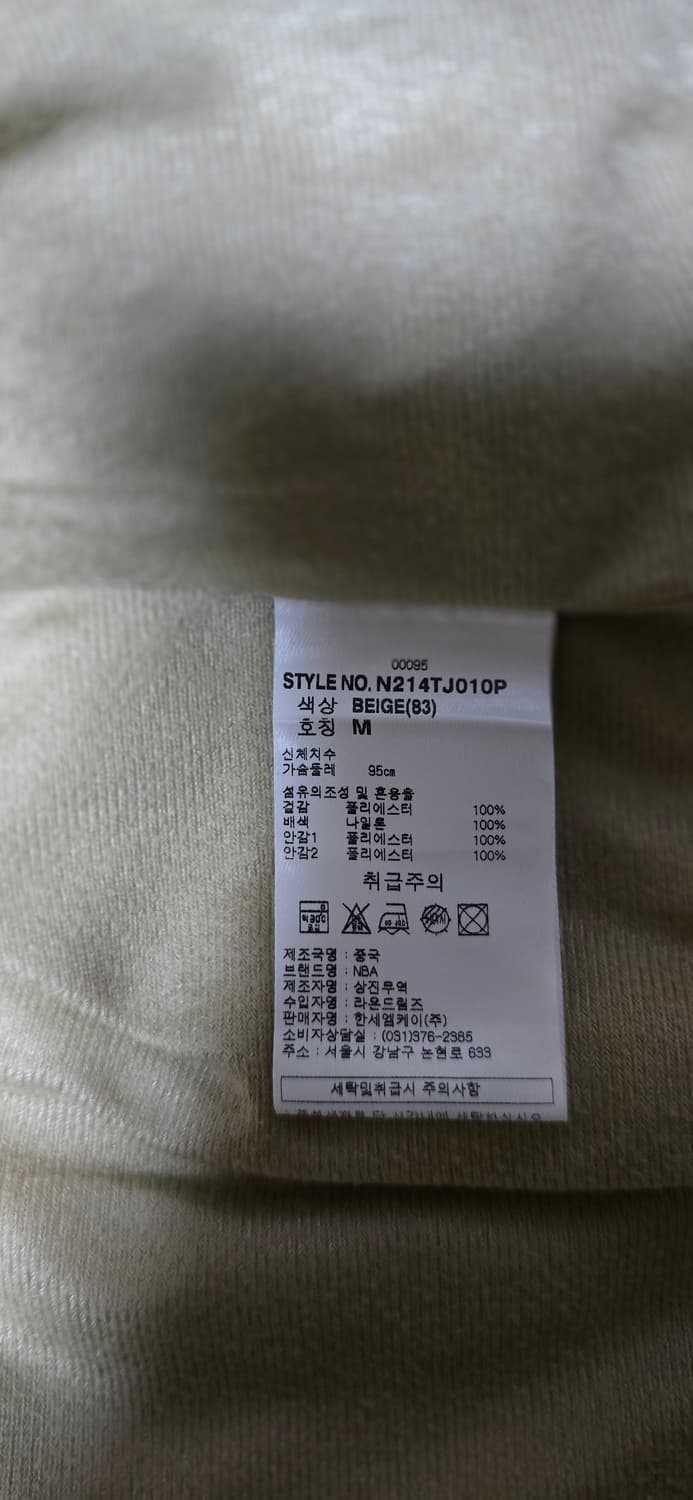 00095
STYLE NO. N214TJ010P
색상 BEIGE(83)
호칭 M
신체치수
가슴둘레 95cm
섬유의조성 및 혼용율
겉감 폴리에스터 100%
배색 나일론 100%
안감1 폴리에스터 100%
안감2 폴리에스터 100%
취급주의
제조국명 : 중국
브랜드명 : NBA
제조자명 : 상진무역
수입자명 : 라온드림즈
판매자명 : 한세엠케이(주)
소비자상담실 : (031)376-2385
주소 : 서울시 강남구 논현로 633
세탁및취급시 주의사항